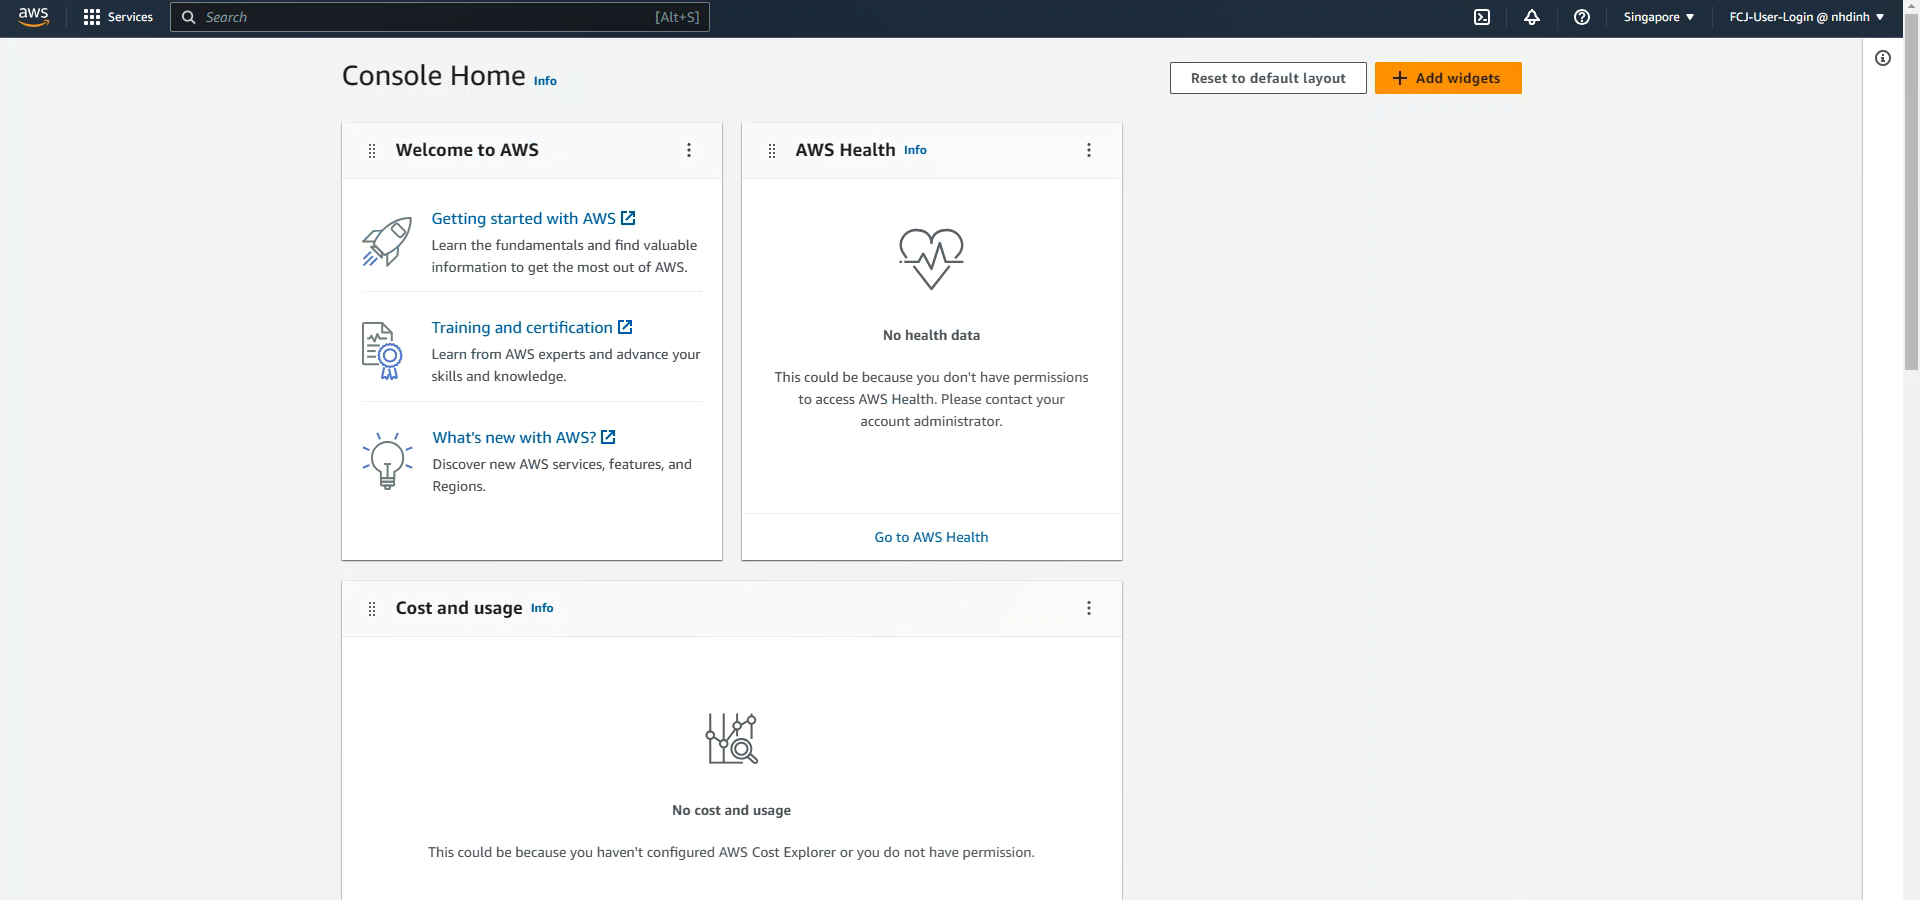 aws
Services
Search
[Alt+S]
Singapore
FCJ-User-Login @ nhdinh
Console Home Info
Reset to default layout
Add widgets
Welcome to AWS
Getting started with AWS
Learn the fundamentals and find valuable
information to get the most out of AWS.
Training and certification
Learn from AWS experts and advance your
skills and knowledge.
What's new with AWS?
Discover new AWS services, features, and
Regions.
AWS Health Info
No health data
This could be because you don't have permissions
to access AWS Health. Please contact your
account administrator.
Go to AWS Health
Cost and usage Info
No cost and usage
This could be because you haven't configured AWS Cost Explorer or you do not have permission.